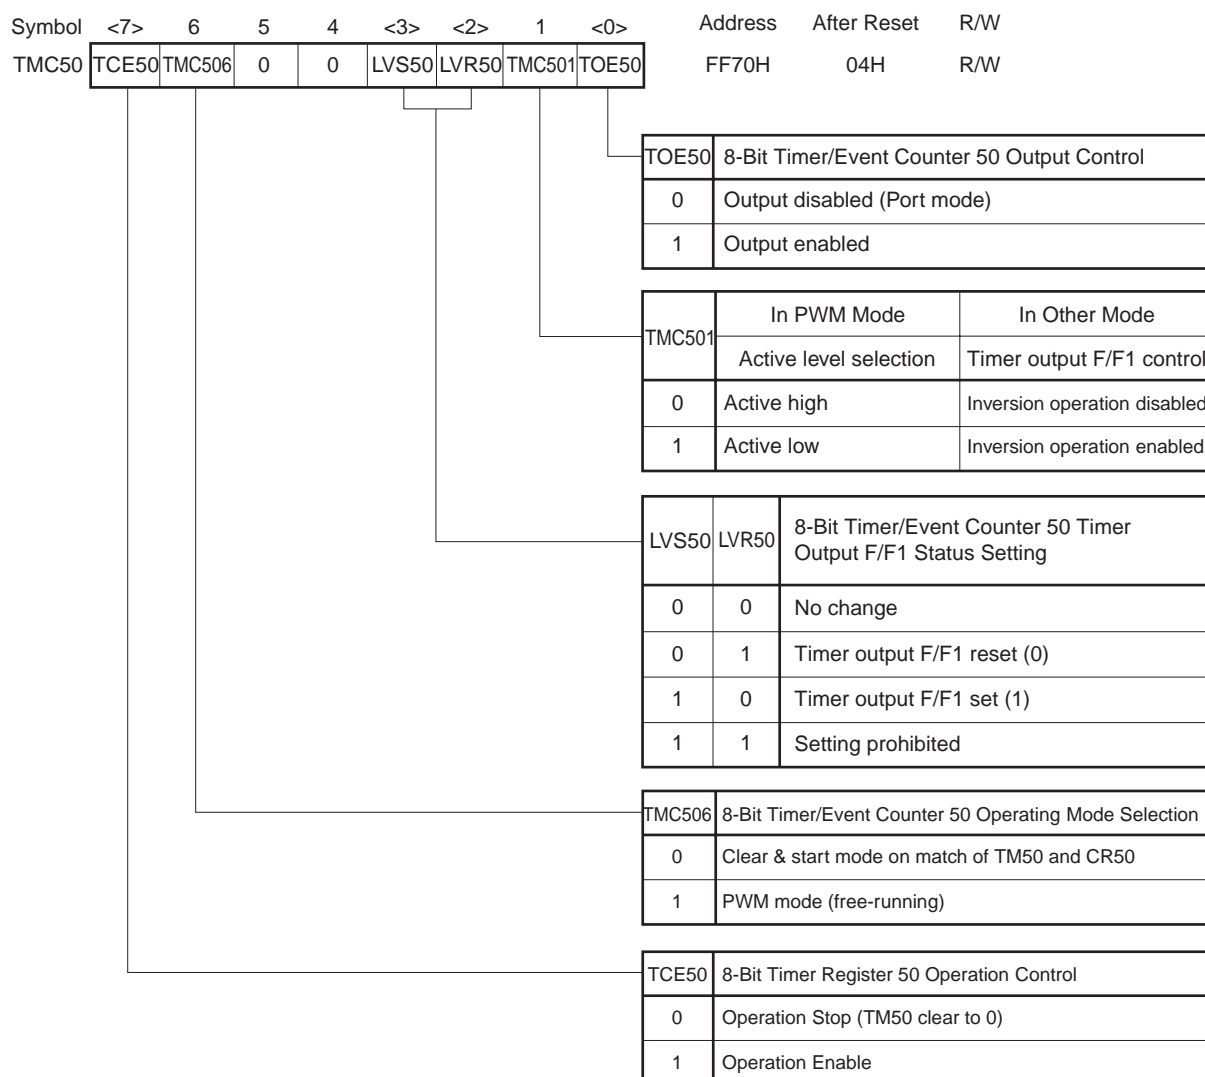 Symbol <7> 6 5 4 <3> <2> 1 <0> Address After Reset R/W
TMC50 TCE50 TMC506 0 0 LVS50 LVR50 TMC501 TOE50 FF70H 04H R/W
TOE50 8-Bit Timer/Event Counter 50 Output Control
0 Output disabled (Port mode)
1 Output enabled
TMC501 In PWM Mode In Other Mode
Active level selection Timer output F/F1 control
0 Active high Inversion operation disabled
1 Active low Inversion operation enabled
LVS50 LVR50 8-Bit Timer/Event Counter 50 Timer
Output F/F1 Status Setting
0 0 No change
0 1 Timer output F/F1 reset (0)
1 0 Timer output F/F1 set (1)
1 1 Setting prohibited
TMC506 8-Bit Timer/Event Counter 50 Operating Mode Selection
0 Clear & start mode on match of TM50 and CR50
1 PWM mode (free-running)
TCE50 8-Bit Timer Register 50 Operation Control
0 Operation Stop (TM50 clear to 0)
1 Operation Enable